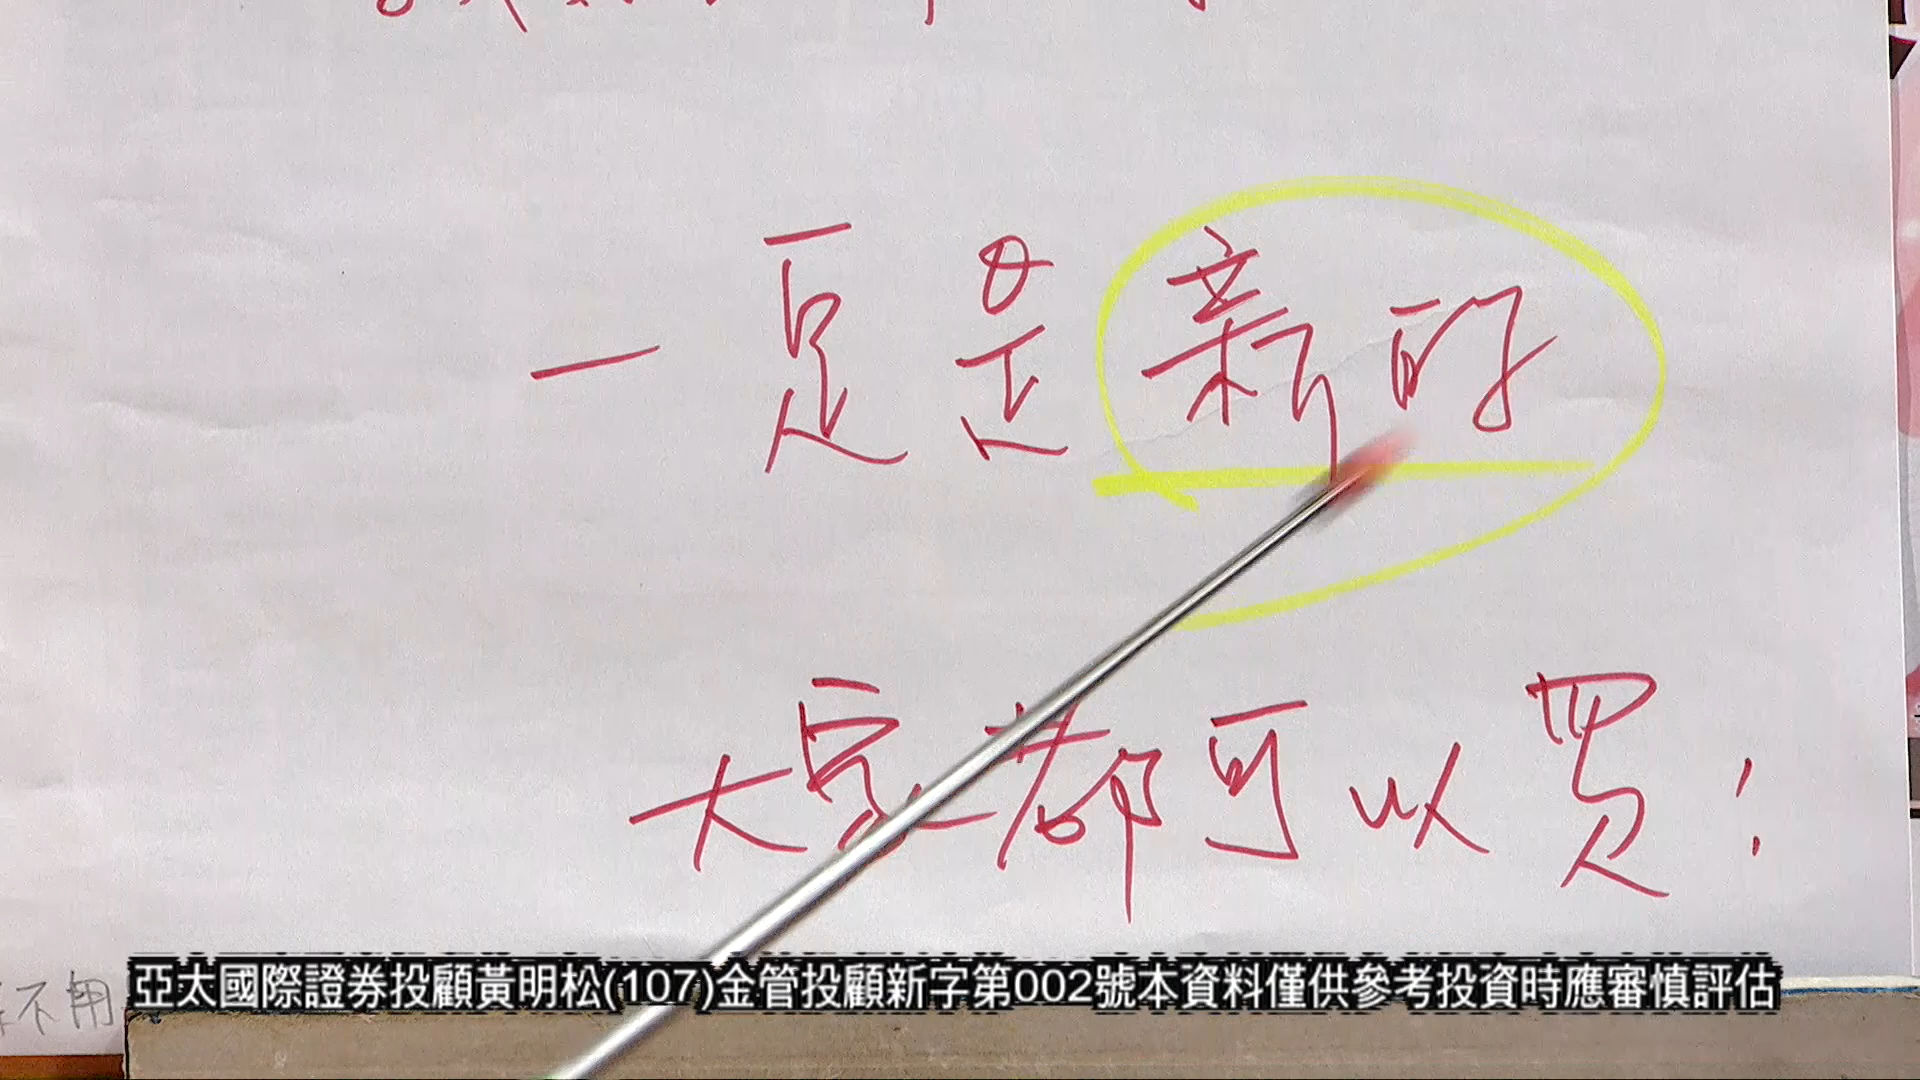 一定是新的
大家都可以買!
不用
亞太國際證券投顧黃明松(107)金管投顧新字第002號本資料僅供參考投資時應審慎評估